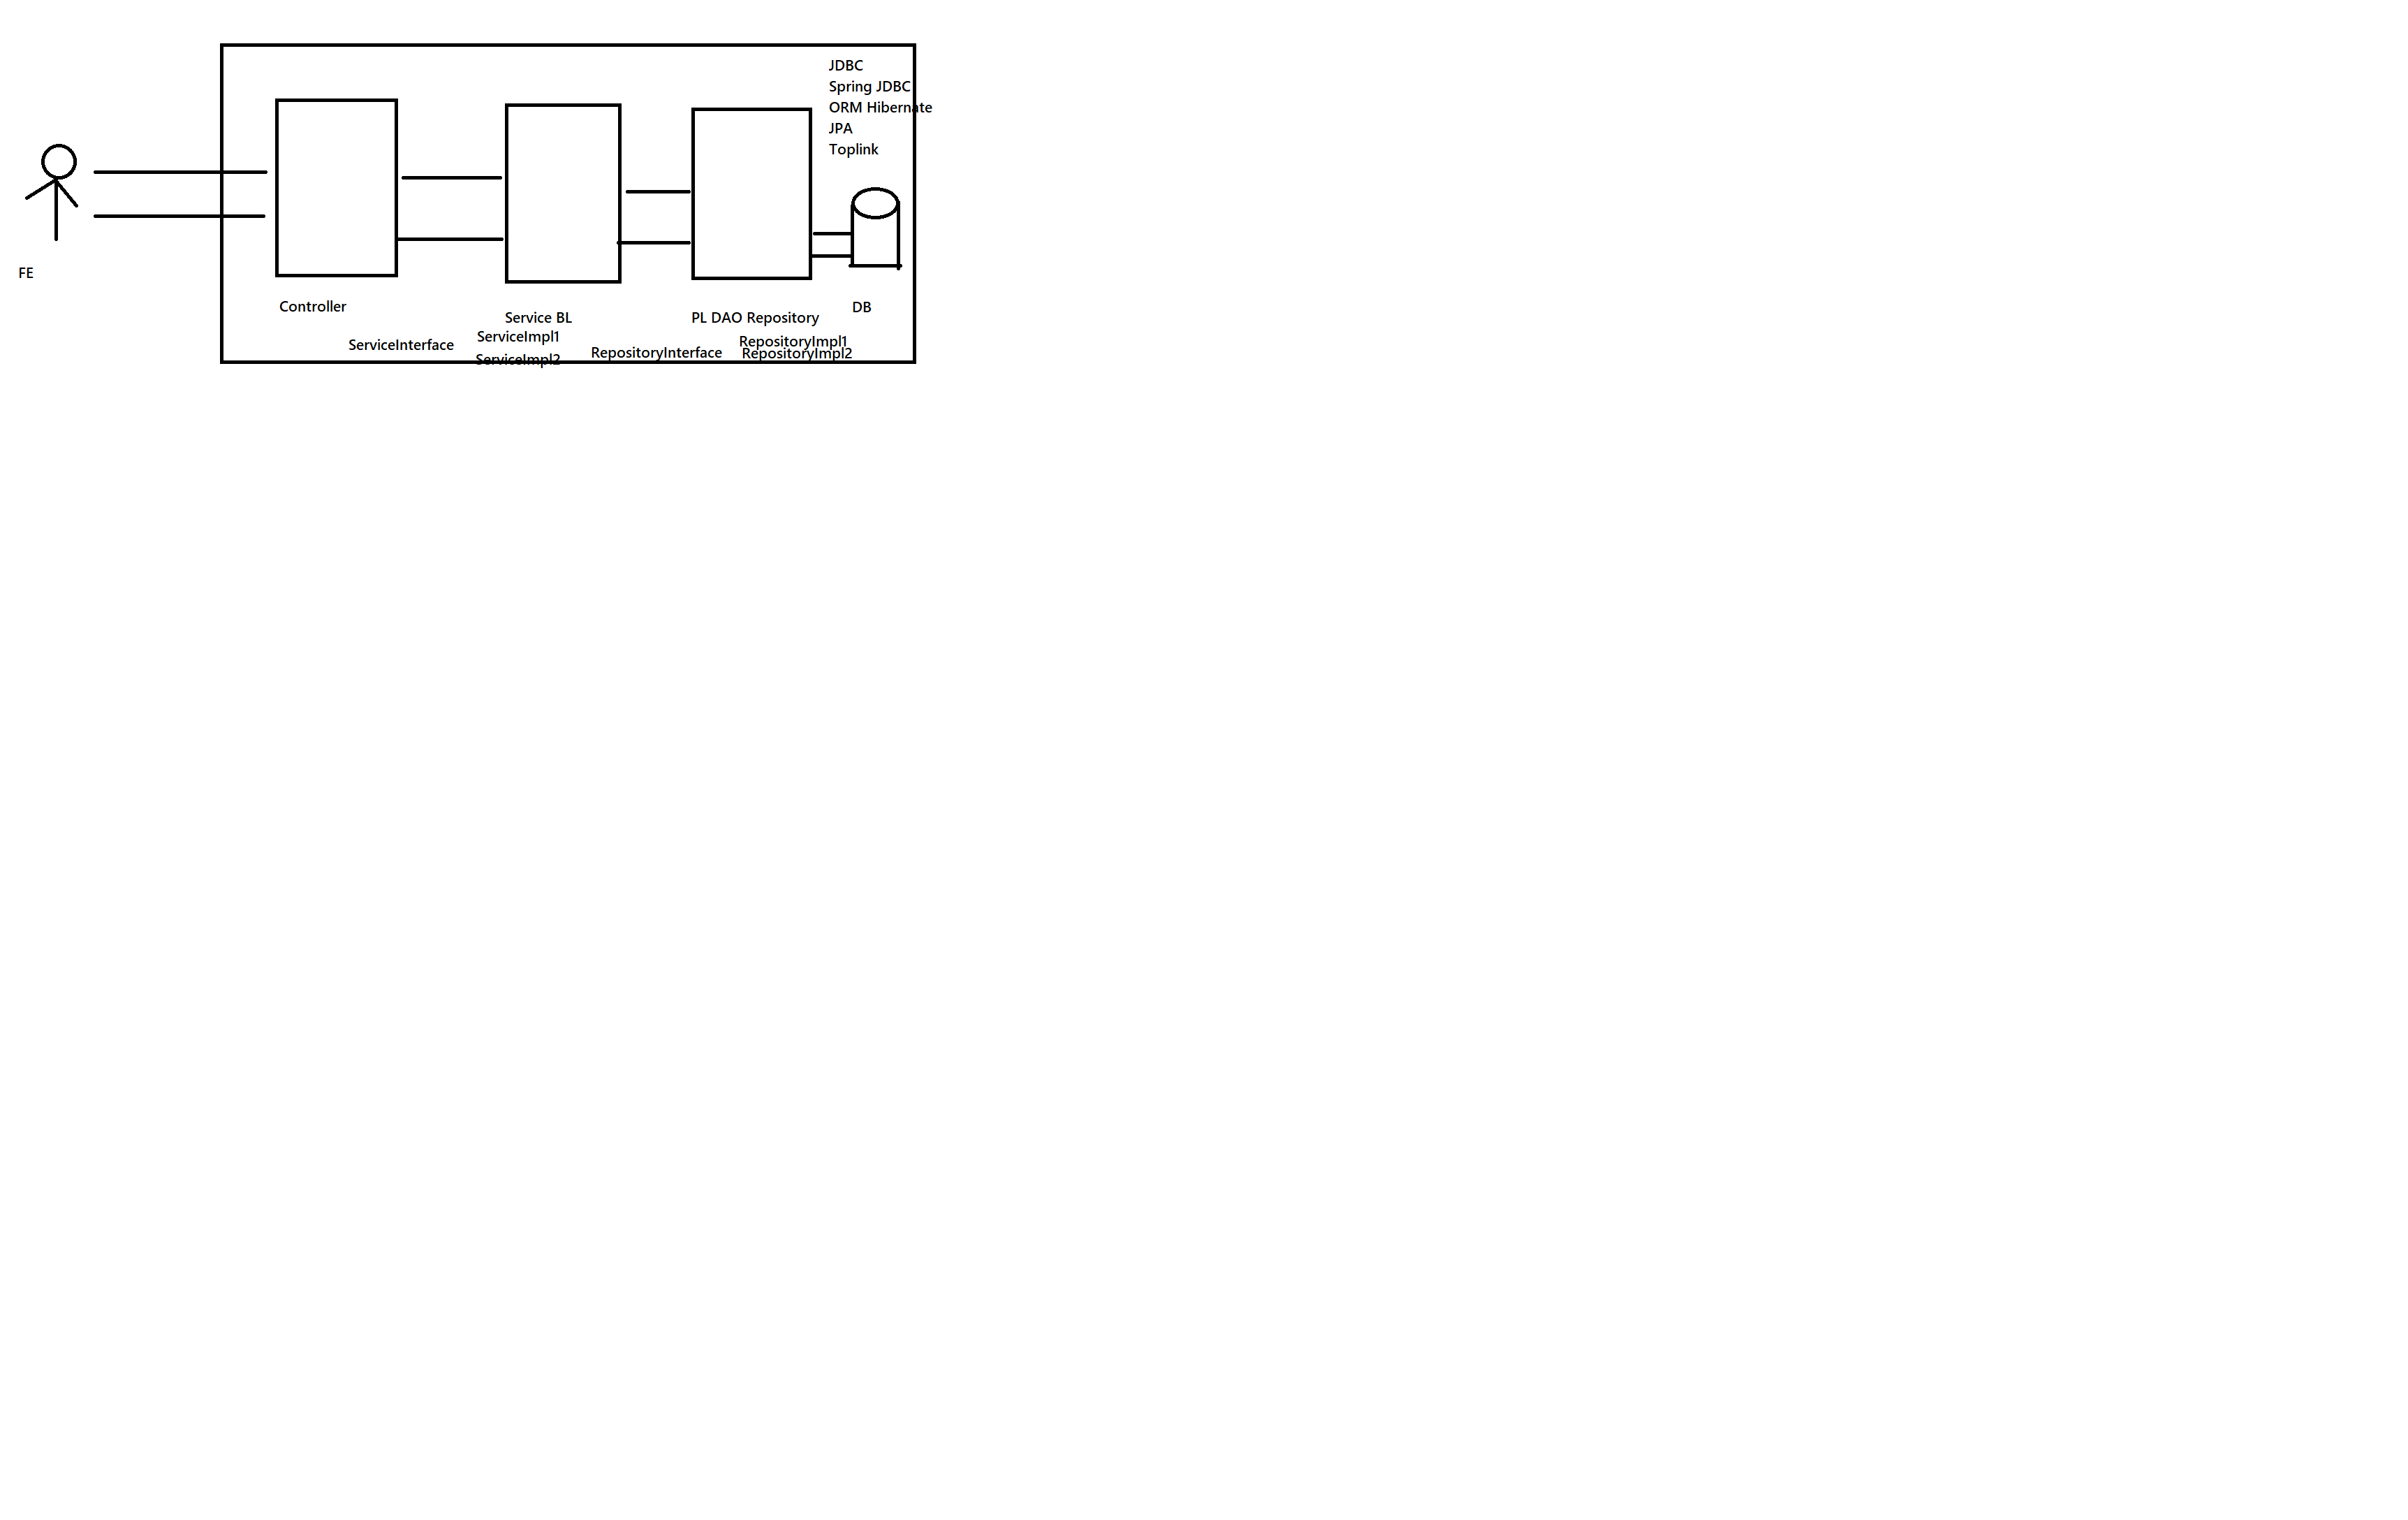 JDBC
Spring JDBC
ORM Hibernate
JPA
Toplink
FE
Controller
Service BL
PL DAO Repository
DB
ServiceInterface
ServiceImpl1
ServiceImpl2
RepositoryInterface
RepositoryImpl1
RepositoryImpl2